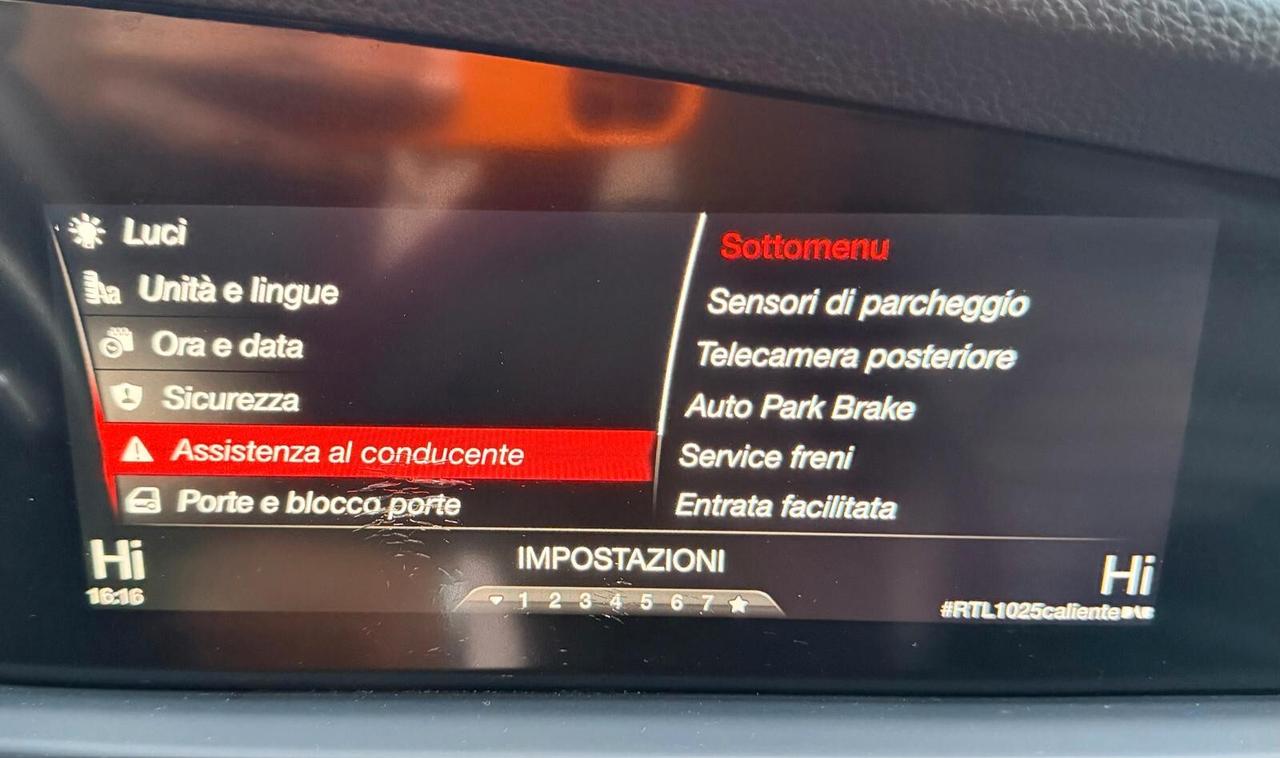 Luci
Unità e lingue
Ora e data
Sicurezza
Assistenza al conducente
Porte e blocco porte
Sottomenu
Sensori di parcheggio
Telecamera posteriore
Auto Park Brake
Service freni
Entrata facilitata
Hi
IMPOSTAZIONI
Hi
16:16
1 2 3 4 5 6 7
#RTL1025caliente